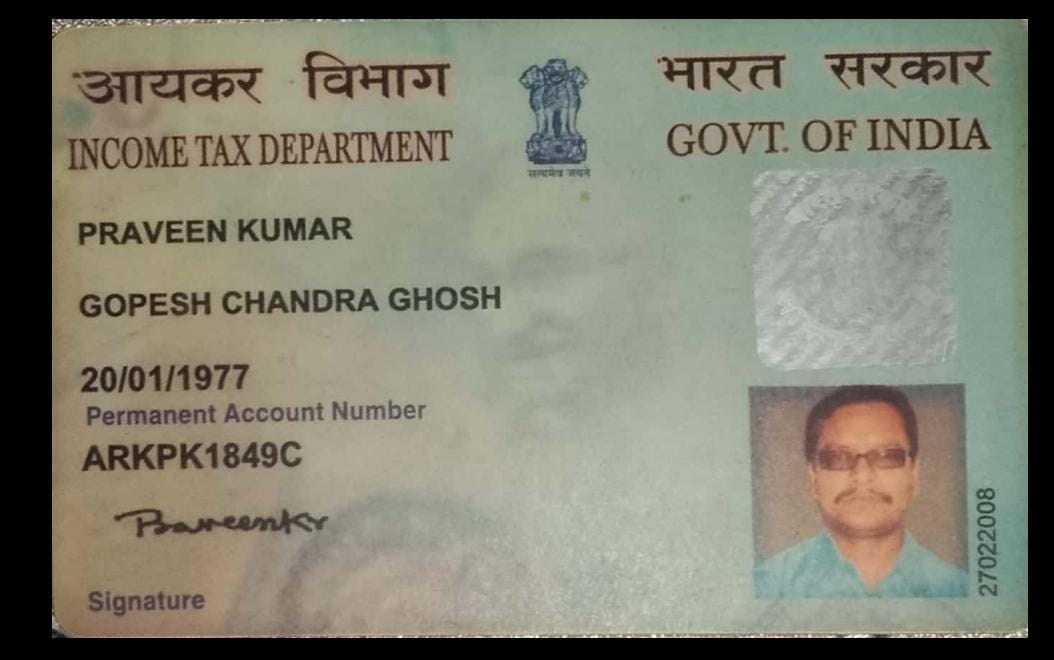 आयकर विभाग
INCOME TAX DEPARTMENT
सत्यमेव जयते
भारत सरकार
GOVT. OF INDIA
PRAVEEN KUMAR
GOPESH CHANDRA GHOSH
20/01/1977
Permanent Account Number
ARKPK1849C
Praveenkr
Signature
27022008